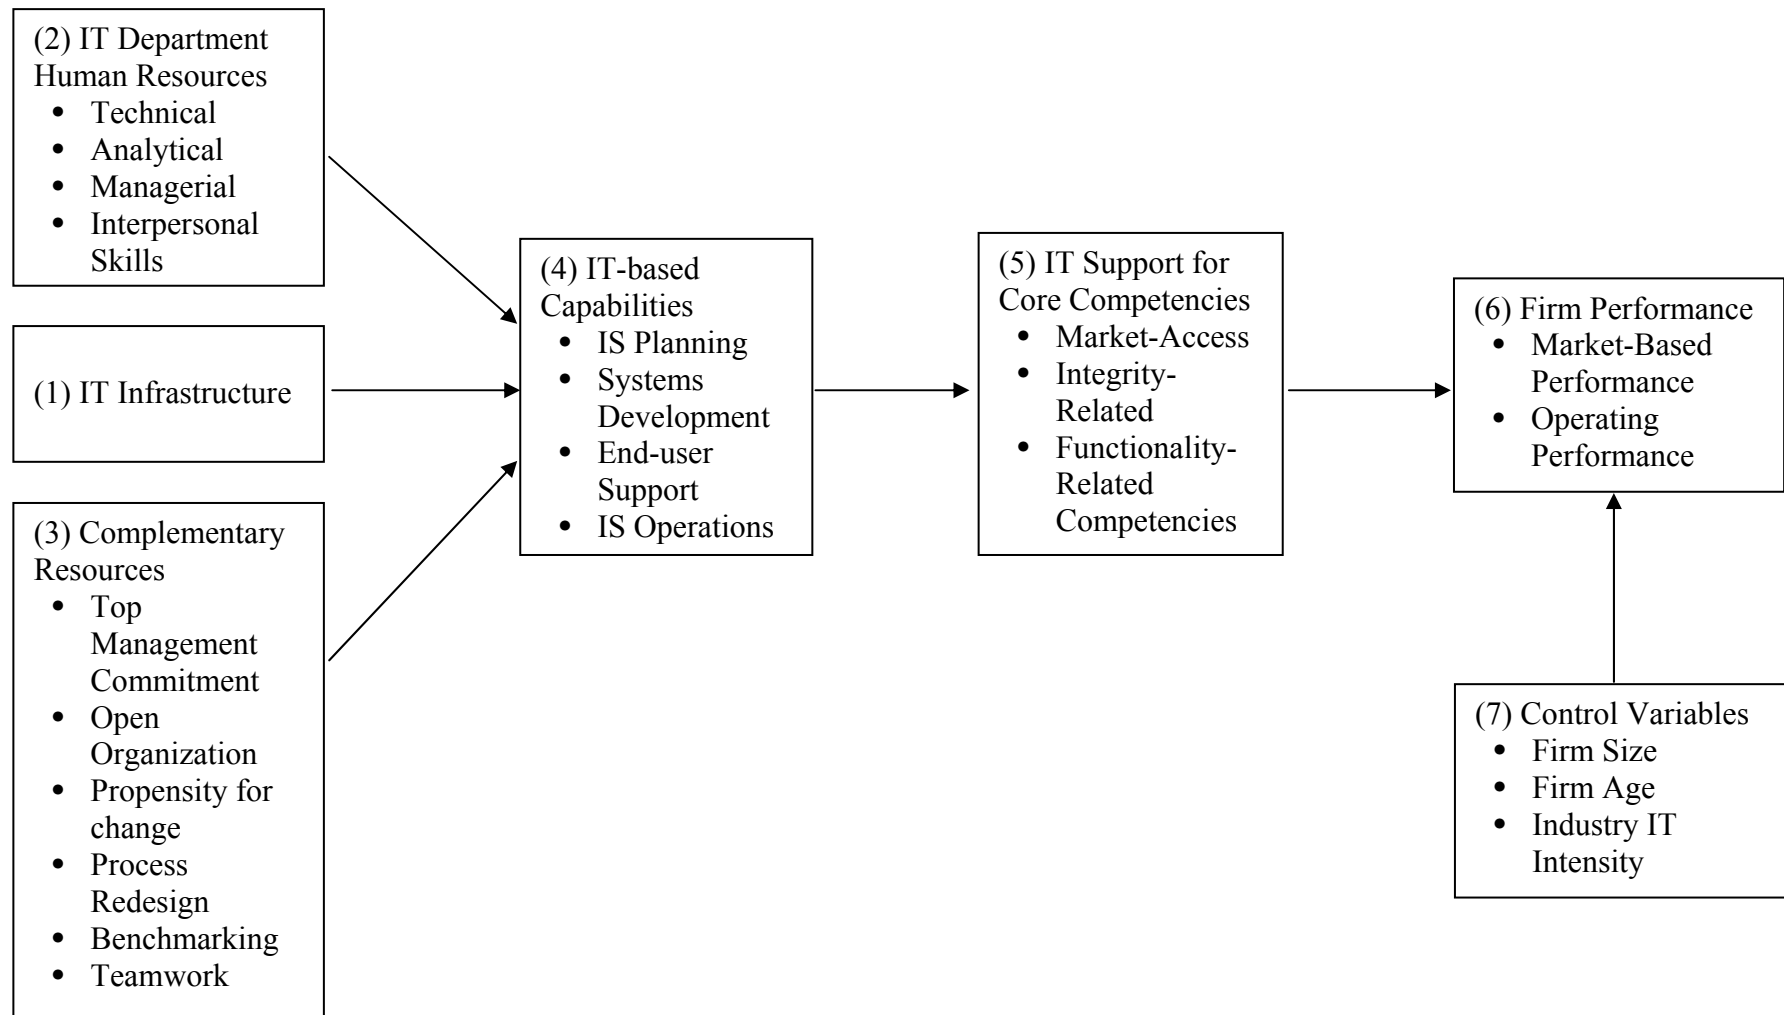 (2) IT Department
Human Resources
• Technical
• Analytical
• Managerial
• Interpersonal
Skills
(1) IT Infrastructure
(3) Complementary
Resources
• Top
Management
Commitment
• Open
Organization
• Propensity for
change
• Process
Redesign
• Benchmarking
• Teamwork
(4) IT-based
Capabilities
• IS Planning
• Systems
Development
• End-user
Support
• IS Operations
(5) IT Support for
Core Competencies
• Market-Access
• Integrity-
Related
• Functionality-
Related
Competencies
(6) Firm Performance
• Market-Based
Performance
• Operating
Performance
(7) Control Variables
• Firm Size
• Firm Age
• Industry IT
Intensity